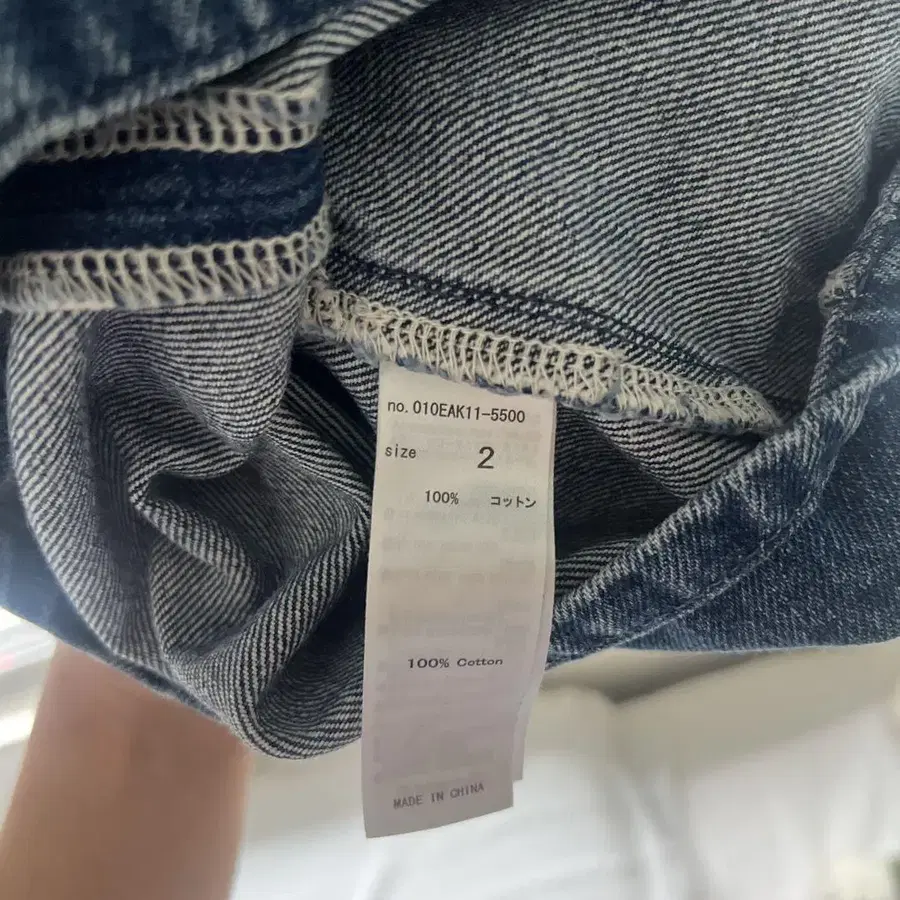 no. 010EAK11-5500
size 2
100% コットン
100% Cotton
MADE IN CHINA